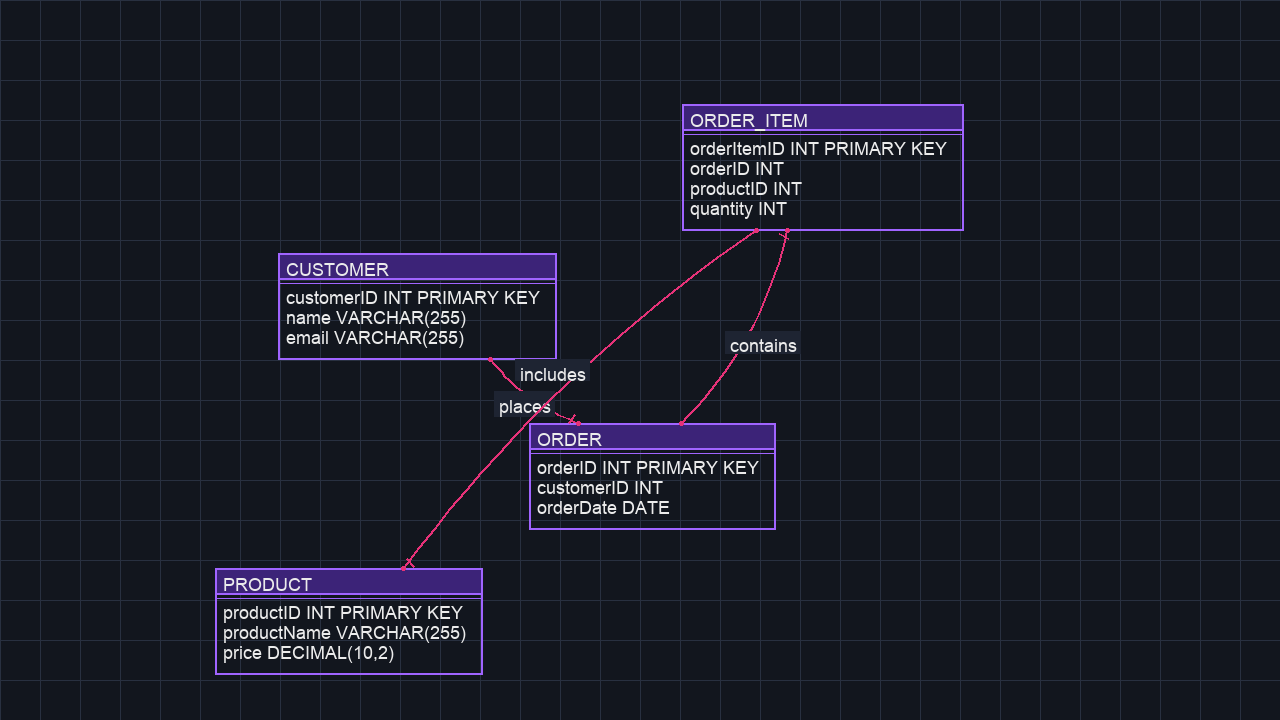 ORDER_ITEM
orderItemID INT PRIMARY KEY
orderID INT
productID INT
quantity INT
CUSTOMER
customerID INT PRIMARY KEY
name VARCHAR(255)
email VARCHAR(255)
contains
includes
places
ORDER
orderID INT PRIMARY KEY
customerID INT
orderDate DATE
PRODUCT
productID INT PRIMARY KEY
productName VARCHAR(255)
price DECIMAL(10,2)